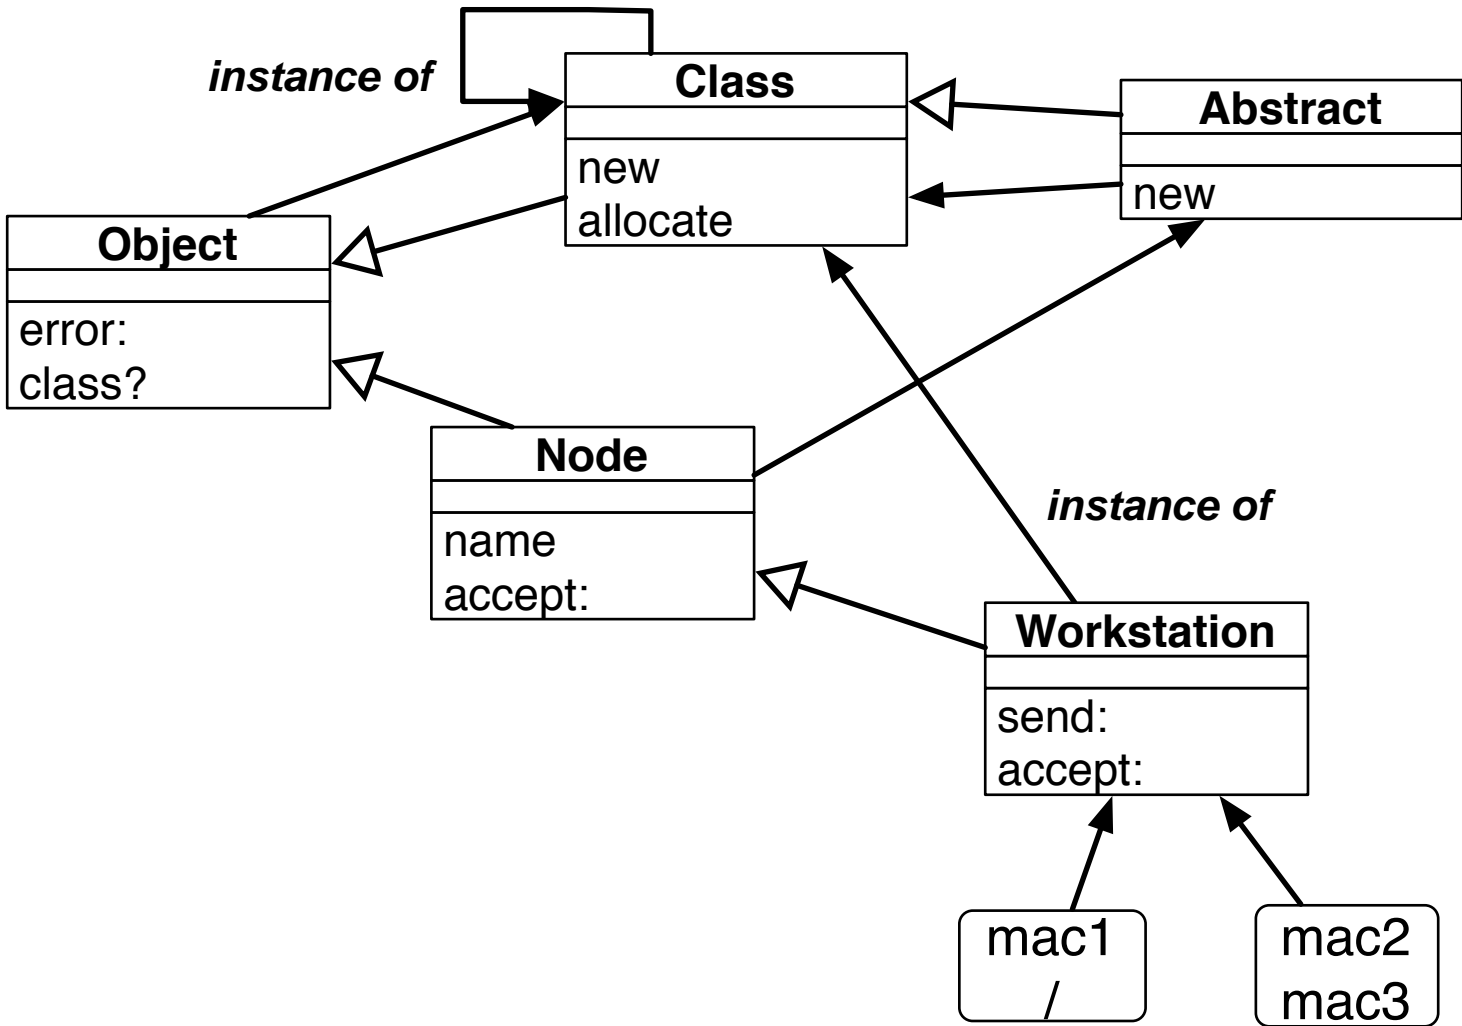 instance of
Class
new
allocate
Abstract
new
Object
error:
class?
Node
name
accept:
instance of
Workstation
send:
accept:
mac1
/
mac2
mac3